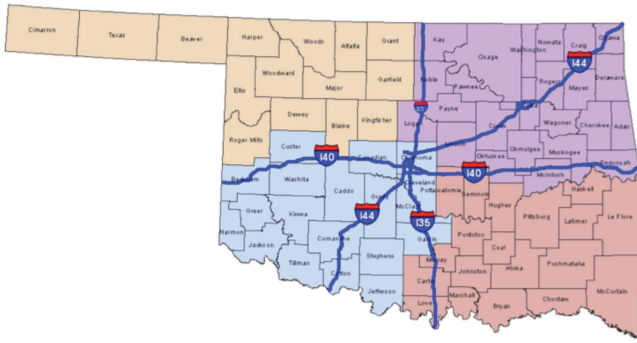 Cimarron
Texas
Beaver
Harper
Woods
Alfalfa
Grant
Kay
Osage
Washington
Nowata
Craig
Ottawa
Woodward
Major
Garfield
Noble
Pawnee
Rogers
Mayes
Delaware
Ellis
Dewey
Blaine
Kingfisher
Logan
Payne
Creek
Wagoner
Cherokee
Adair
Roger Mills
Custer
Canadian
Oklahoma
Okfuskee
Okmulgee
Muskogee
Sequoyah
McIntosh
Beckham
Washita
Caddo
Grady
Cleveland
Pottawatomie
Seminole
Hughes
Haskell
Greer
Kiowa
McClain
Pittsburg
Latimer
Le Flore
Harmon
Jackson
Comanche
Garvin
Pontotoc
Coal
Tillman
Cotton
Stephens
Murray
Johnston
Atoka
Pushmataha
McCurtain
Jefferson
Carter
Love
Marshall
Bryan
Choctaw
I44
I40
I40
I44
I35